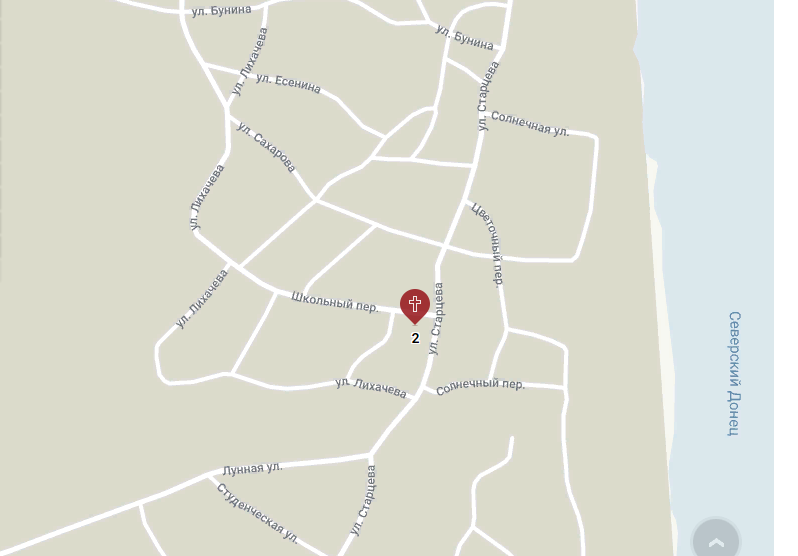 ул. Бунина
ул. Бунина
ул. Лихачева
ул. Есенина
ул. Старцева
Солнечная ул.
ул. Сахарова
ул. Лихачева
Цветочный пер.
ул. Лихачева
Школьный пер.
ул. Старцева
2
Северский Донец
ул. Лихачева
Солнечный пер.
Лунная ул.
ул. Старцева
Студенческая ул.